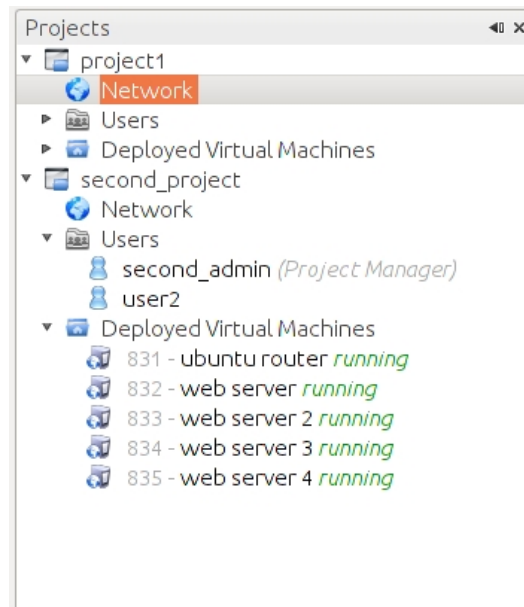 Projects
project1
Network
Users
Deployed Virtual Machines
second_project
Network
Users
second_admin (Project Manager)
user2
Deployed Virtual Machines
831 - ubuntu router running
832 - web server running
833 - web server 2 running
834 - web server 3 running
835 - web server 4 running